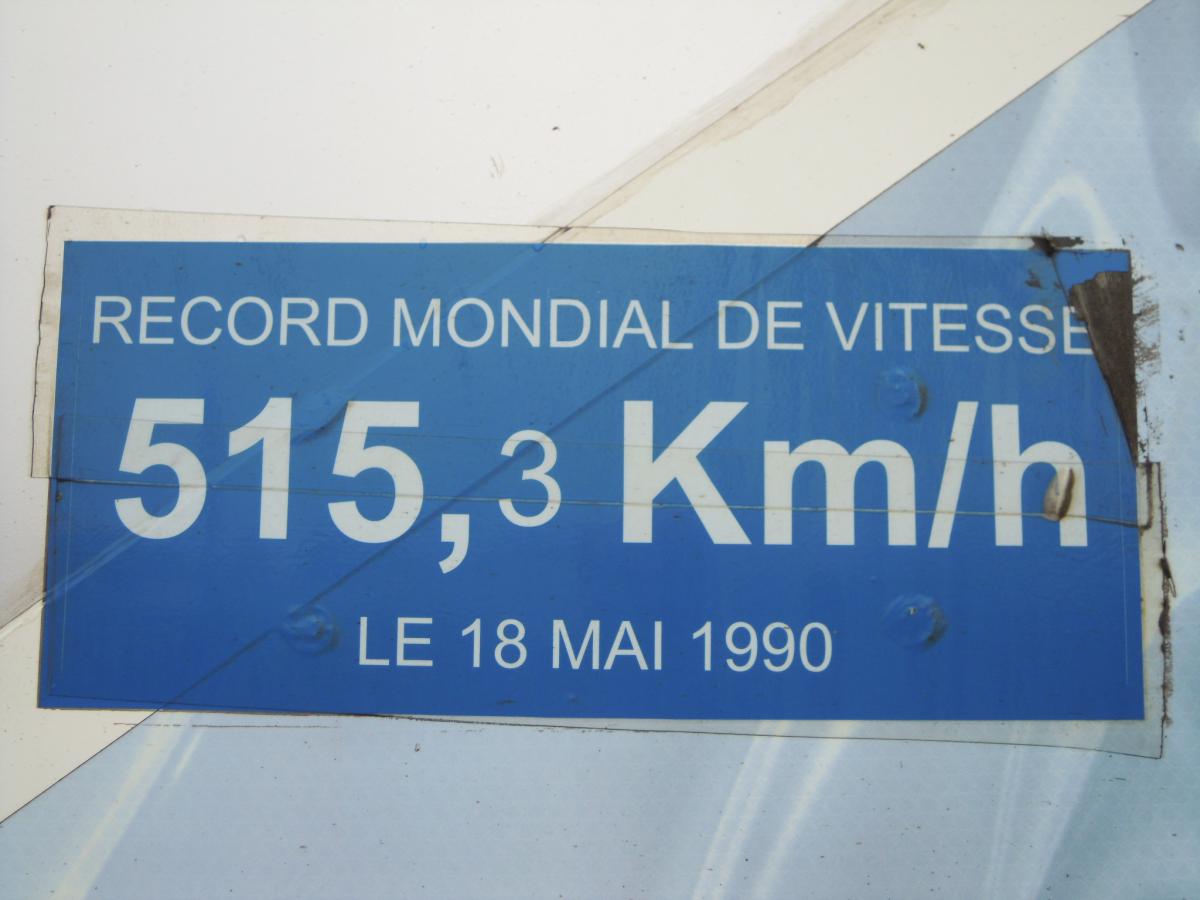 RECORD MONDIAL DE VITESSE
515,3 Km/h
LE 18 MAI 1990